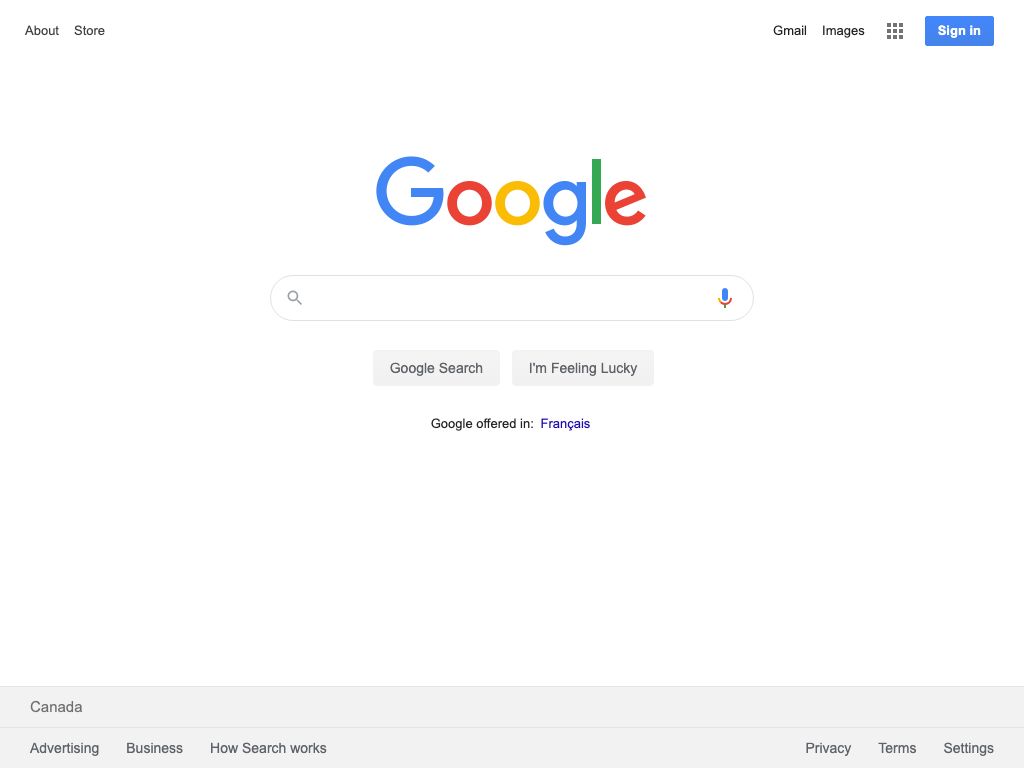 About Store Gmail Images Sign in
Google
Google Search I'm Feeling Lucky
Google offered in: Français
Canada
Advertising Business How Search works Privacy Terms Settings